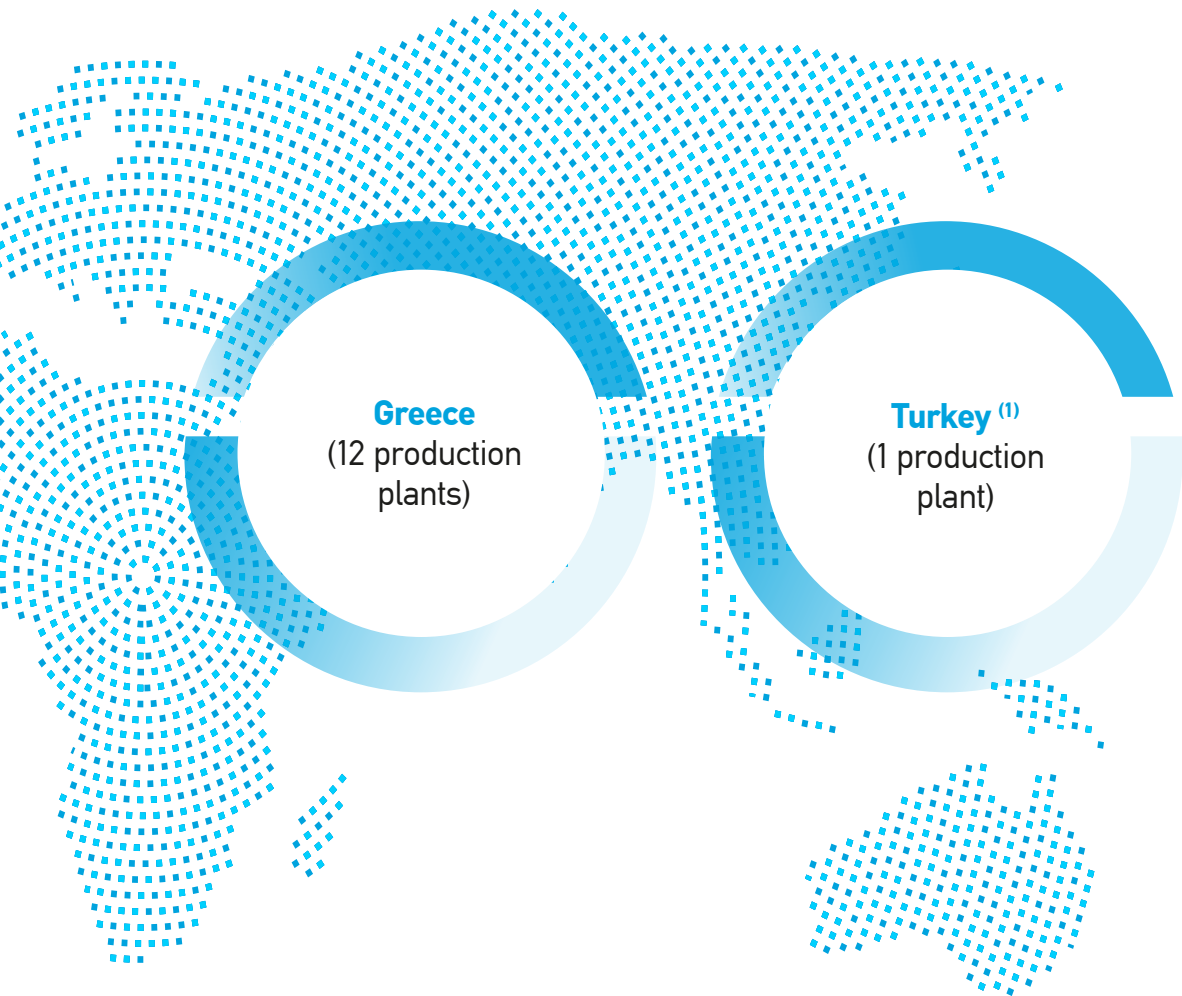 Greece
(12 production
plants)
Turkey (1)
(1 production
plant)